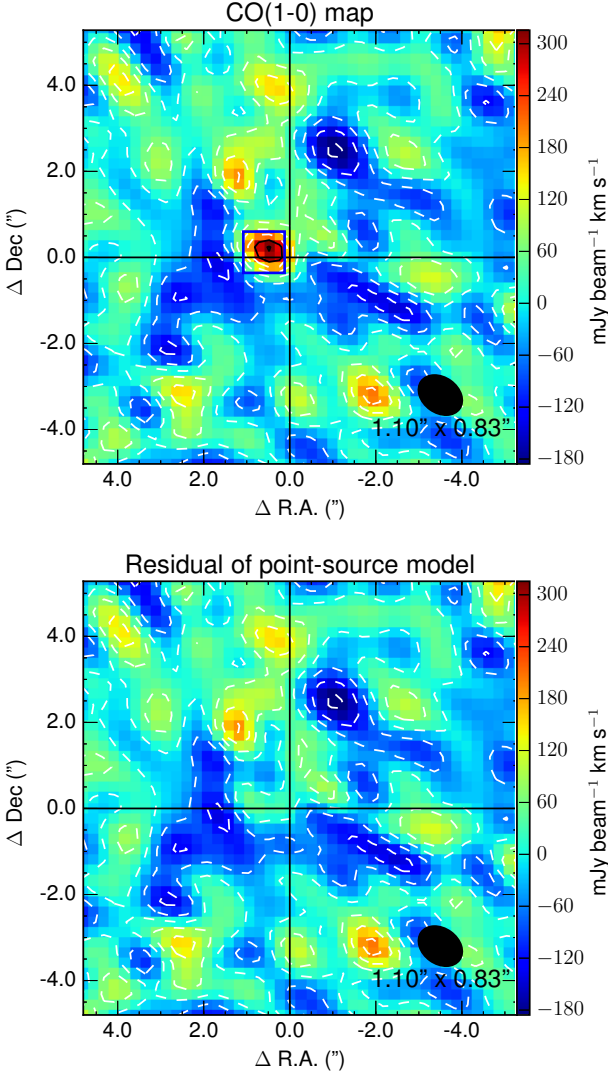 CO(1-0) map
4.0
2.0
0.0
-2.0
-4.0
Δ Dec (")
4.0 2.0 0.0 -2.0 -4.0
Δ R.A. (")
1.10" x 0.83"
300
240
180
120
60
0
−60
−120
−180
mJy beam−1 km s−1
Residual of point-source model
4.0
2.0
0.0
-2.0
-4.0
Δ Dec (")
4.0 2.0 0.0 -2.0 -4.0
Δ R.A. (")
1.10" x 0.83"
300
240
180
120
60
0
−60
−120
−180
mJy beam−1 km s−1